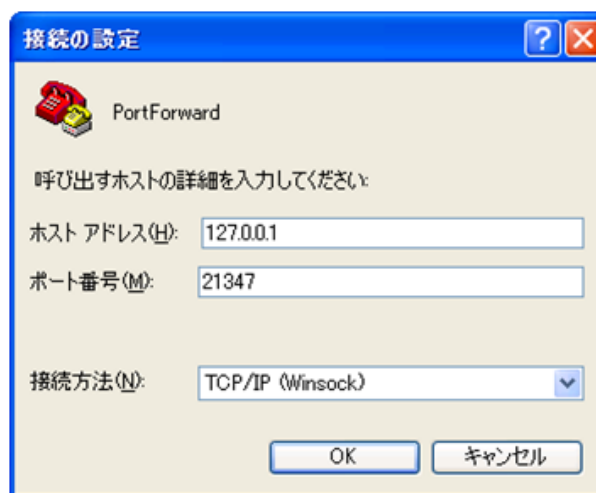 接続の設定
PortForward
呼び出すホストの詳細を入力してください:
ホスト アドレス(H): 127.0.0.1
ポート番号(M): 21347
接続方法(N): TCP/IP (Winsock)
OK キャンセル